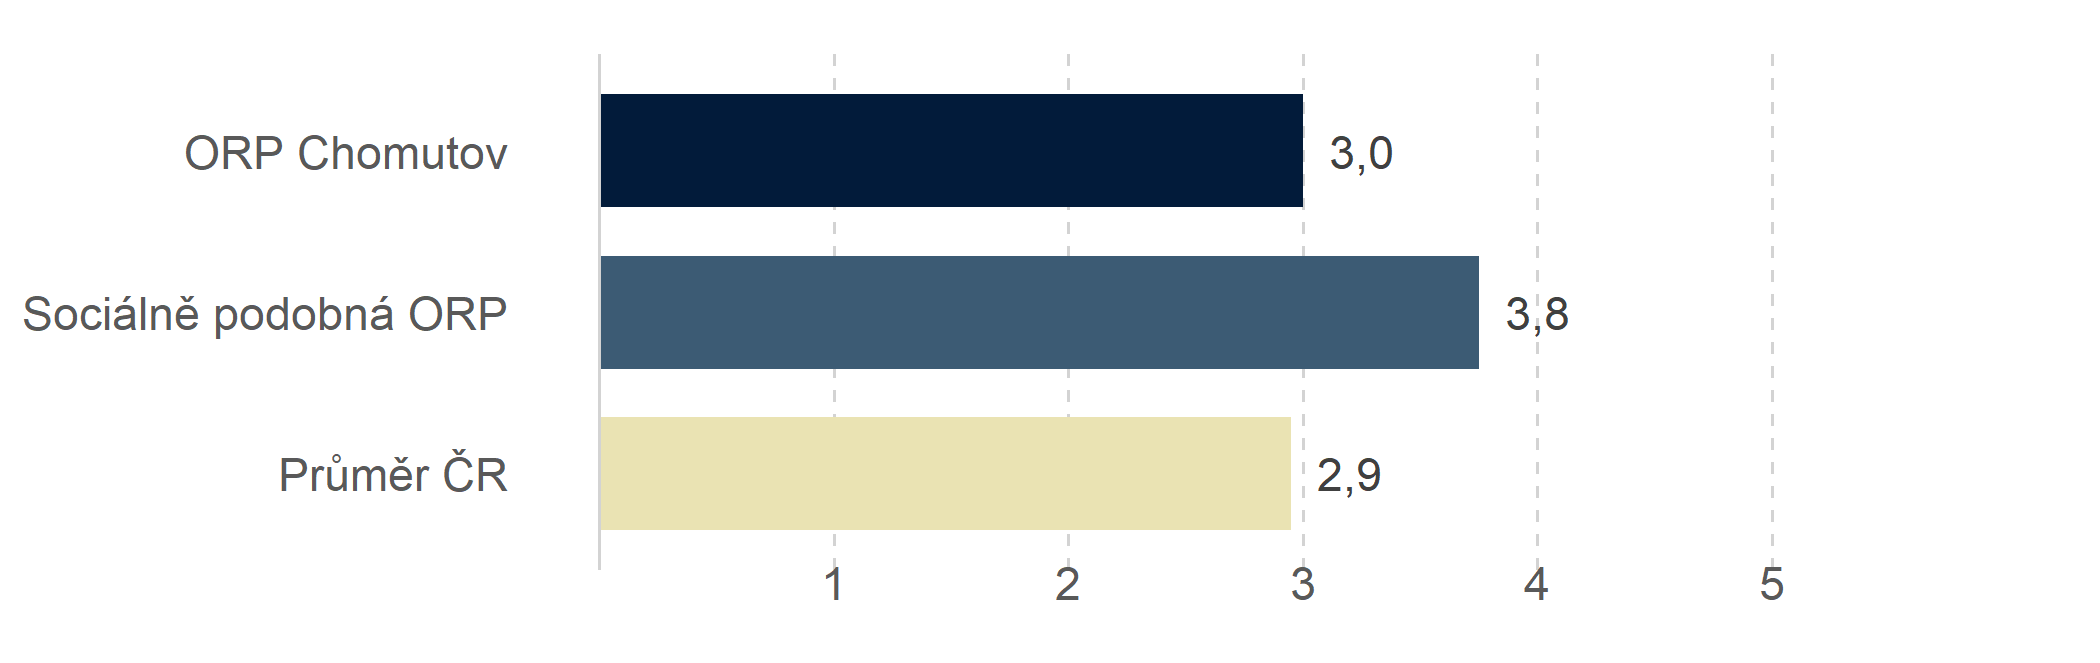 ORP Chomutov
3,0
Sociálně podobná ORP
3,8
Průměr ČR
2,9
1 2 3 4 5